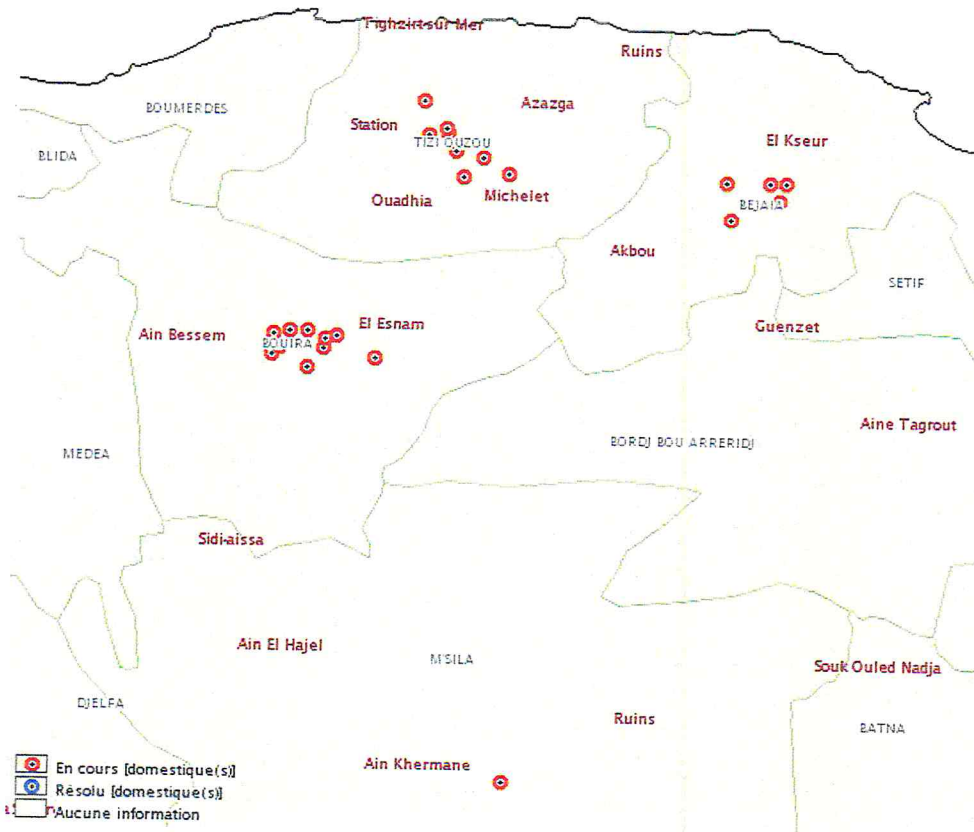 Tighzirt-sur Mer
Ruins
BOUMERDES
Azazga
Station
TIZI OUZOU
El Kseur
BLIDA
Ouadhia
Michelet
BEJAIA
Akbou
SETIF
Ain Bessem
El Esnam
BOUIRA
Guenzet
Aine Tagrout
BORDJ BOU ARRERIDJ
MEDEA
Sidi-aissa
Ain El Hajel
M'SILA
Souk Ouled Nadja
DJELFA
Ruins
BATNA
Ain Khermane
En cours [domestique(s)]
Résolu [domestique(s)]
Aucune information